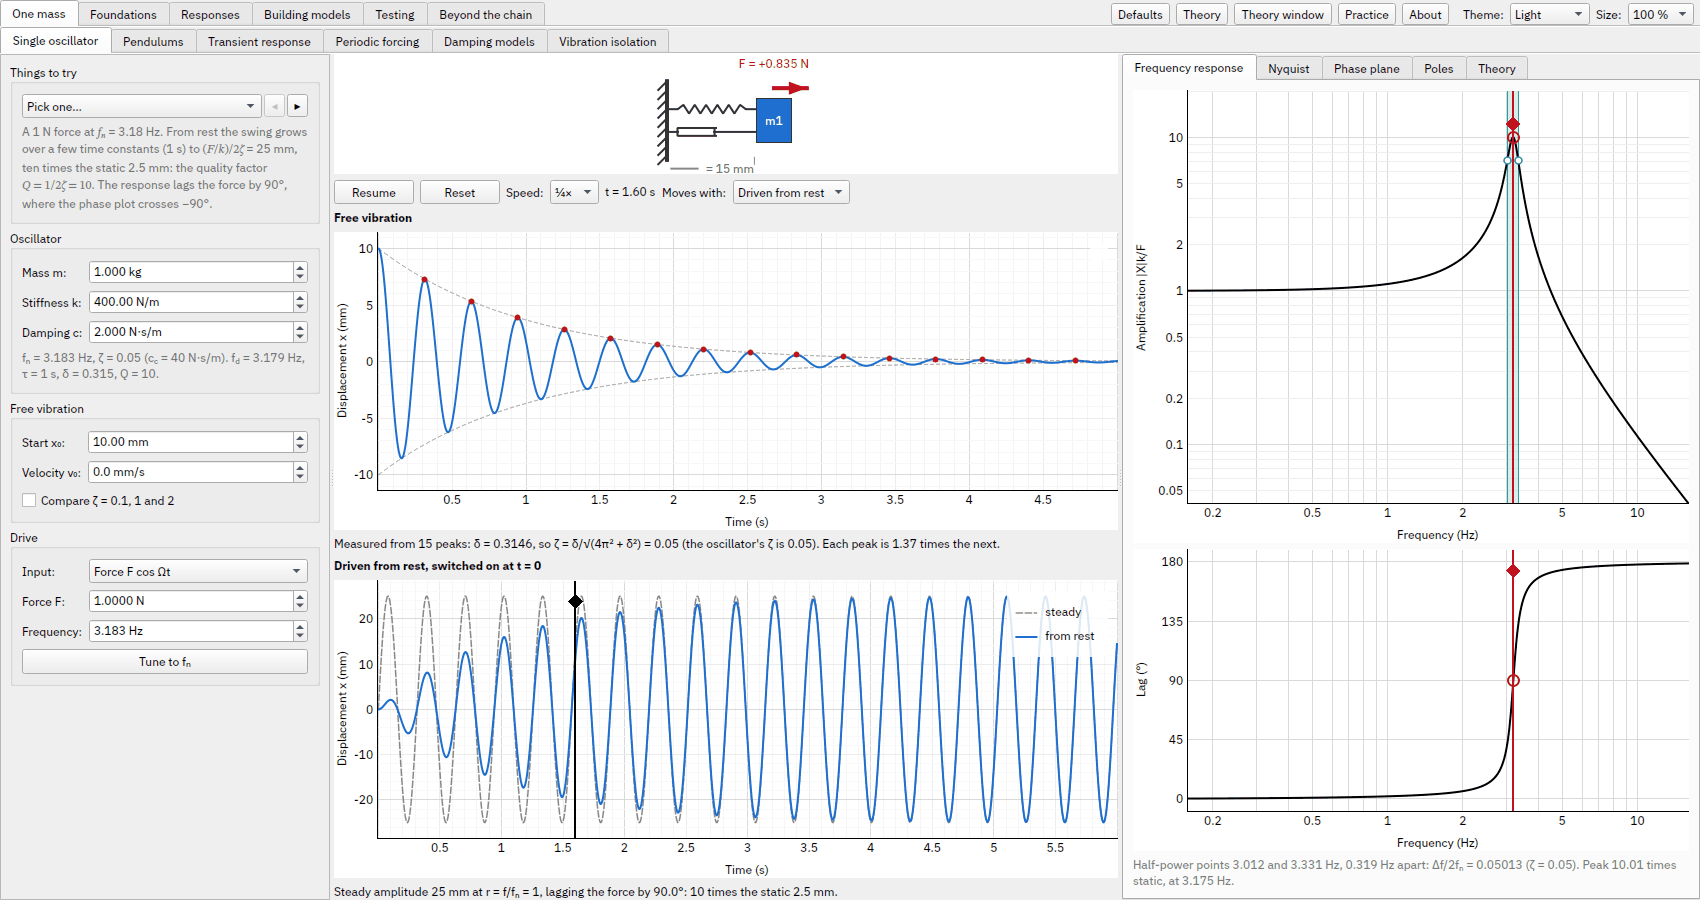 One mass
Foundations
Responses
Building models
Testing
Beyond the chain
Defaults
Theory
Theory window
Practice
About
Theme:
Light
Size:
100 %
Single oscillator
Pendulums
Transient response
Periodic forcing
Damping models
Vibration isolation
Things to try
Pick one...
A 1 N force at fₙ = 3.18 Hz. From rest the swing grows
over a few time constants (1 s) to (F/k)/2ζ = 25 mm,
ten times the static 2.5 mm: the quality factor
Q = 1/2ζ = 10. The response lags the force by 90°,
where the phase plot crosses −90°.
Oscillator
Mass m:
1.000 kg
Stiffness k:
400.00 N/m
Damping c:
2.000 N·s/m
fₙ = 3.183 Hz, ζ = 0.05 (c꜀ = 40 N·s/m). f_d = 3.179 Hz,
τ = 1 s, δ = 0.315, Q = 10.
Free vibration
Start x₀:
10.00 mm
Velocity v₀:
0.0 mm/s
Compare ζ = 0.1, 1 and 2
Drive
Input:
Force F cos Ωt
Force F:
1.0000 N
Frequency:
3.183 Hz
Tune to fₙ
F = +0.835 N
m1
= 15 mm
Resume
Reset
Speed:
¼×
t = 1.60 s
Moves with:
Driven from rest
Free vibration
Displacement x (mm)
10
5
0
-5
-10
0.5
1
1.5
2
2.5
3
3.5
4
4.5
Time (s)
Measured from 15 peaks: δ = 0.3146, so ζ = δ/√(4π² + δ²) = 0.05 (the oscillator's ζ is 0.05). Each peak is 1.37 times the next.
Driven from rest, switched on at t = 0
Displacement x (mm)
20
10
0
-10
-20
steady
from rest
0.5
1
1.5
2
2.5
3
3.5
4
4.5
5
5.5
Time (s)
Steady amplitude 25 mm at r = f/fₙ = 1, lagging the force by 90.0°: 10 times the static 2.5 mm.
Frequency response
Nyquist
Phase plane
Poles
Theory
Amplification |X|k/F
10
5
2
1
0.5
0.2
0.1
0.05
0.2
0.5
1
2
5
10
Frequency (Hz)
Lag (°)
180
135
90
45
0
0.2
0.5
1
2
5
10
Frequency (Hz)
Half-power points 3.012 and 3.331 Hz, 0.319 Hz apart: Δf/2fₙ = 0.05013 (ζ = 0.05). Peak 10.01 times
static, at 3.175 Hz.